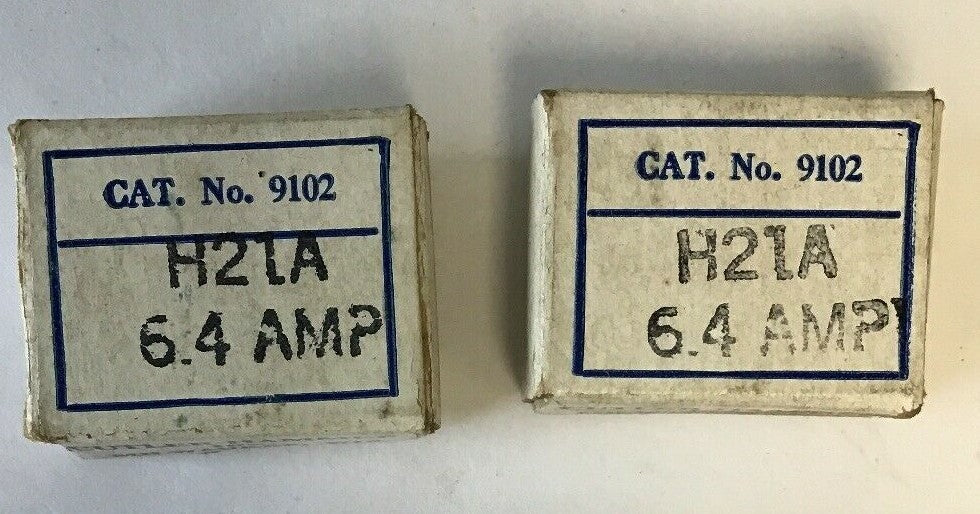 CAT. No. 9102
H21A
6.4 AMP
CAT. No. 9102
H21A
6.4 AMP